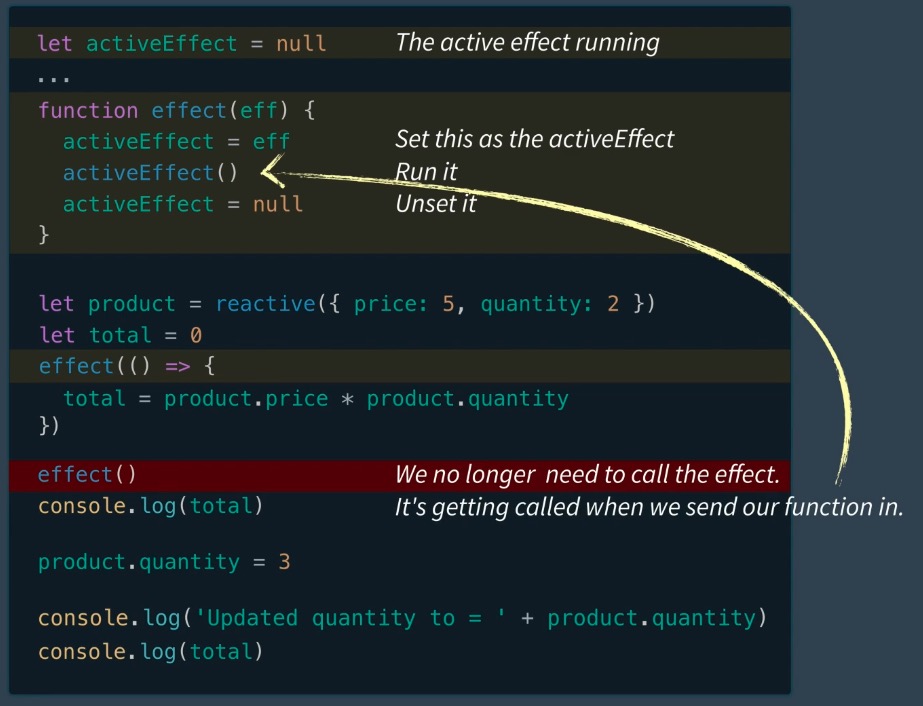 let activeEffect = null The active effect running
...
function effect(eff) {
activeEffect = eff Set this as the activeEffect
activeEffect() Run it
activeEffect = null Unset it
}
let product = reactive({ price: 5, quantity: 2 })
let total = 0
effect(() => {
total = product.price * product.quantity
})
effect() We no longer need to call the effect.
console.log(total) It's getting called when we send our function in.
product.quantity = 3
console.log('Updated quantity to = ' + product.quantity)
console.log(total)